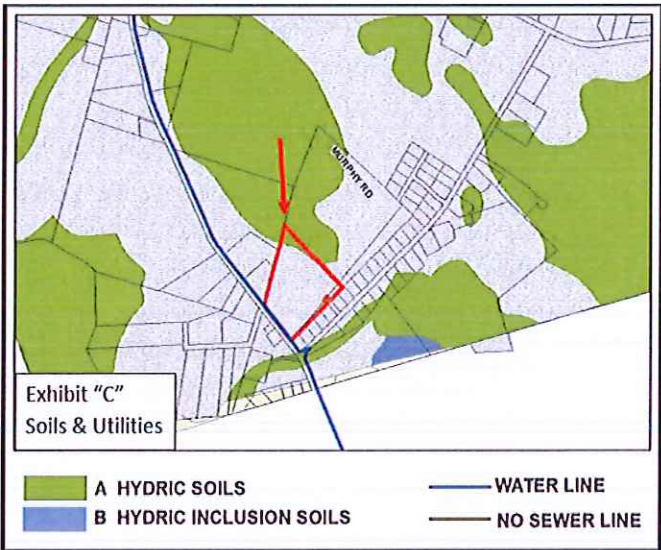 MURPHY RD
Exhibit "C"
Soils & Utilities
A HYDRIC SOILS
B HYDRIC INCLUSION SOILS
WATER LINE
NO SEWER LINE